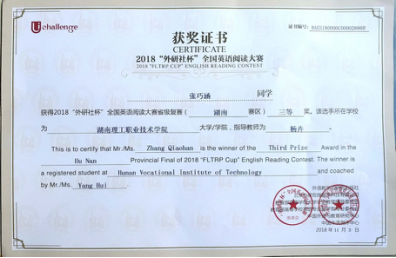 Uchallenge
获奖证书
CERTIFICATE
2018 “外研社杯” 全国英语阅读大赛
2018 "FLTRP CUP" ENGLISH READING CONTEST
张巧涵 同学
获得2018 “外研社杯” 全国英语阅读大赛省级复赛（ 湖南 赛区） 三等 奖。该选手所在学校
为 湖南理工职业技术学院 大学/学院，指导教师为 杨卉
This is to certify that Mr./Ms. Zhang Qiaohan is the winner of the Third Prize Award in the
Hu Nan Provincial Final of 2018 "FLTRP Cup" English Reading Contest. The winner is
a registered student at Hunan Vocational Institute of Technology and coached
by Mr./Ms. Yang Hui
2018 年 11 月 5 日